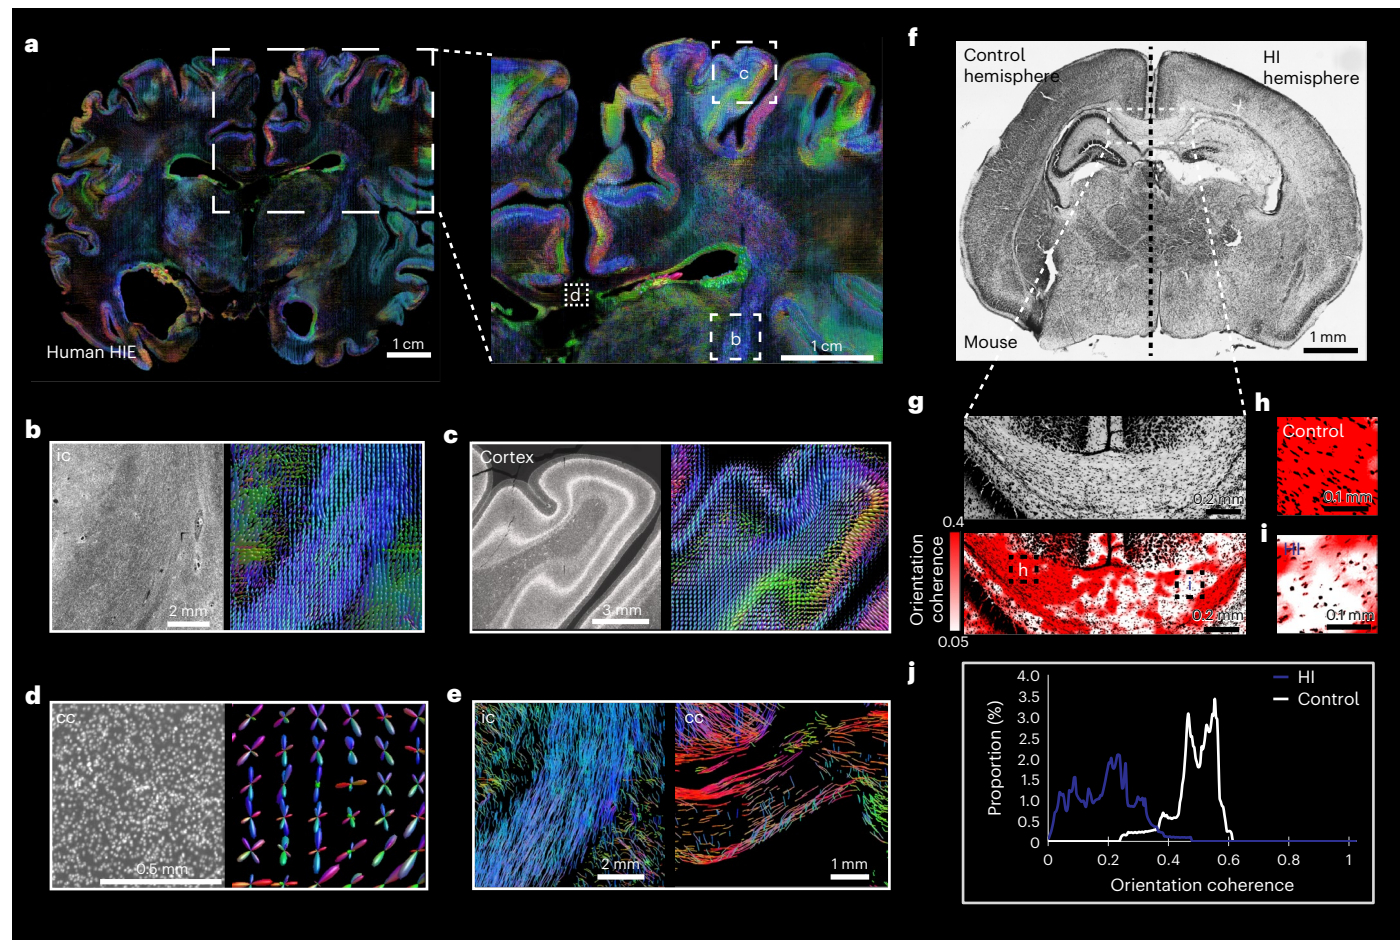 a
Human HIE
1 cm
c
d
b
1 cm
f
Control
hemisphere
HI
hemisphere
Mouse
1 mm
b
ic
2 mm
c
Cortex
3 mm
g
0.2 mm
0.4
Orientation
coherence
0.05
h
i
0.2 mm
h
Control
0.1 mm
i
HI
0.1 mm
d
cc
0.5 mm
e
ic
2 mm
cc
1 mm
j
HI
Control
Proportion (%)
4.0
3.5
3.0
2.5
2.0
1.5
1.0
0.5
0
0 0.2 0.4 0.6 0.8 1
Orientation coherence